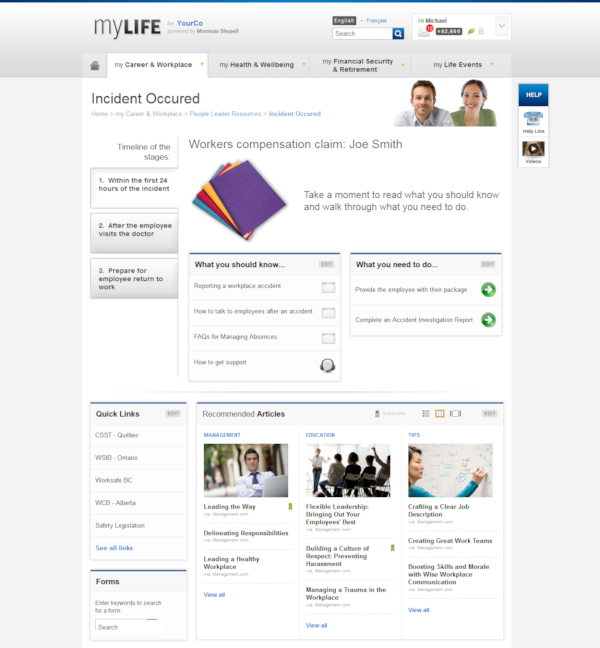 myLIFE for YourCo
powered by Morneau Shepell
English • Français
Search
Hi Michael
12
+82,600
my Career & Workplace
my Health & Wellbeing
my Financial Security
& Retirement
my Life Events
Incident Occured
Home > my Career & Workplace > People Leader Resources > Incident Occured
HELP
Help Line
Videos
Timeline of the
stages:
1. Within the first 24
hours of the incident
2. After the employee
visits the doctor
3. Prepare for
employee return to
work
Workers compensation claim: Joe Smith
Take a moment to read what you should know
and walk through what you need to do.
What you should know...
EDIT
Reporting a workplace accident
How to talk to employees after an accident
FAQs for Managing Absences
How to get support
What you need to do...
EDIT
Provide the employee with their package
Complete an Accident Investigation Report
Quick Links
EDIT
CSST - Québec
WSIB - Ontario
Worksafe BC
WCB - Alberta
Safety Legislation
See all links
Forms
Enter keywords to search
for a form:
Search
Recommended Articles
EDIT
MANAGEMENT
Leading the Way
via Management.com
Delineating Responsibilities
via Management.com
Leading a Healthy
Workplace
via Management.com
View all
EDUCATION
Flexible Leadership:
Bringing Out Your
Employees' Best
via Management.com
Building a Culture of
Respect: Preventing
Harassment
via Management.com
Managing a Trauma in the
Workplace
via Management.com
View all
TIPS
Crafting a Clear Job
Description
via Management.com
Creating Great Work Teams
via Management.com
Boosting Skills and Morale
with Wise Workplace
Communication
via Management.com
View all